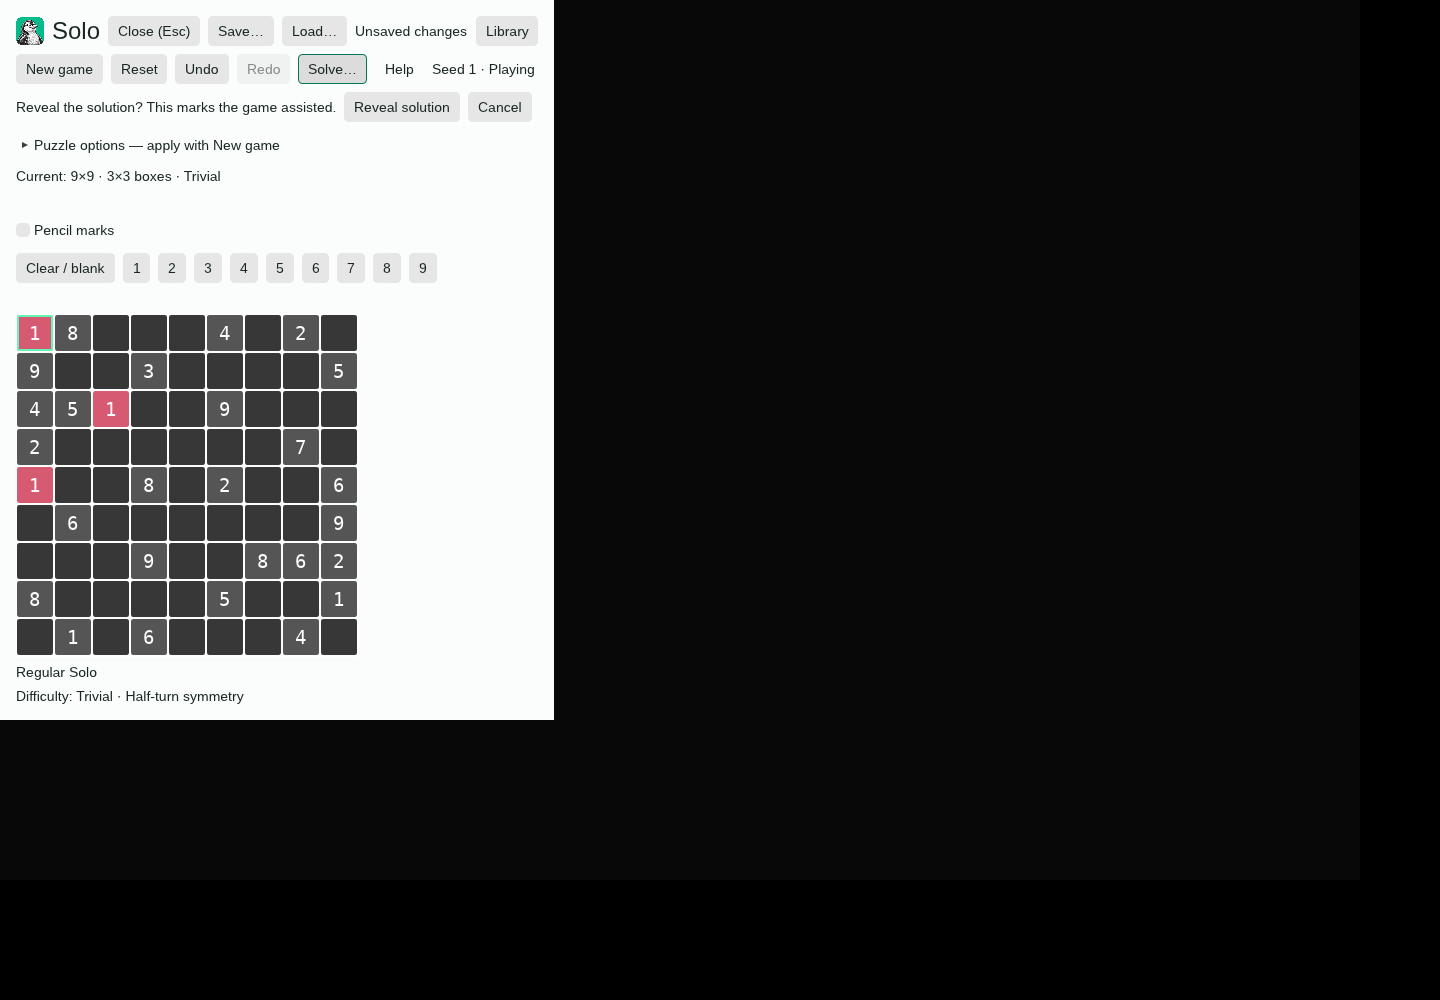 Solo Close (Esc) Save… Load… Unsaved changes Library
New game Reset Undo Redo Solve… Help Seed 1 · Playing
Reveal the solution? This marks the game assisted. Reveal solution Cancel
▸ Puzzle options — apply with New game
Current: 9×9 · 3×3 boxes · Trivial
Pencil marks
Clear / blank 1 2 3 4 5 6 7 8 9
1 8 4 2
9 3 5
4 5 1 9
2 7
1 8 2 6
6 9
9 8 6 2
8 5 1
1 6 4
Regular Solo
Difficulty: Trivial · Half-turn symmetry